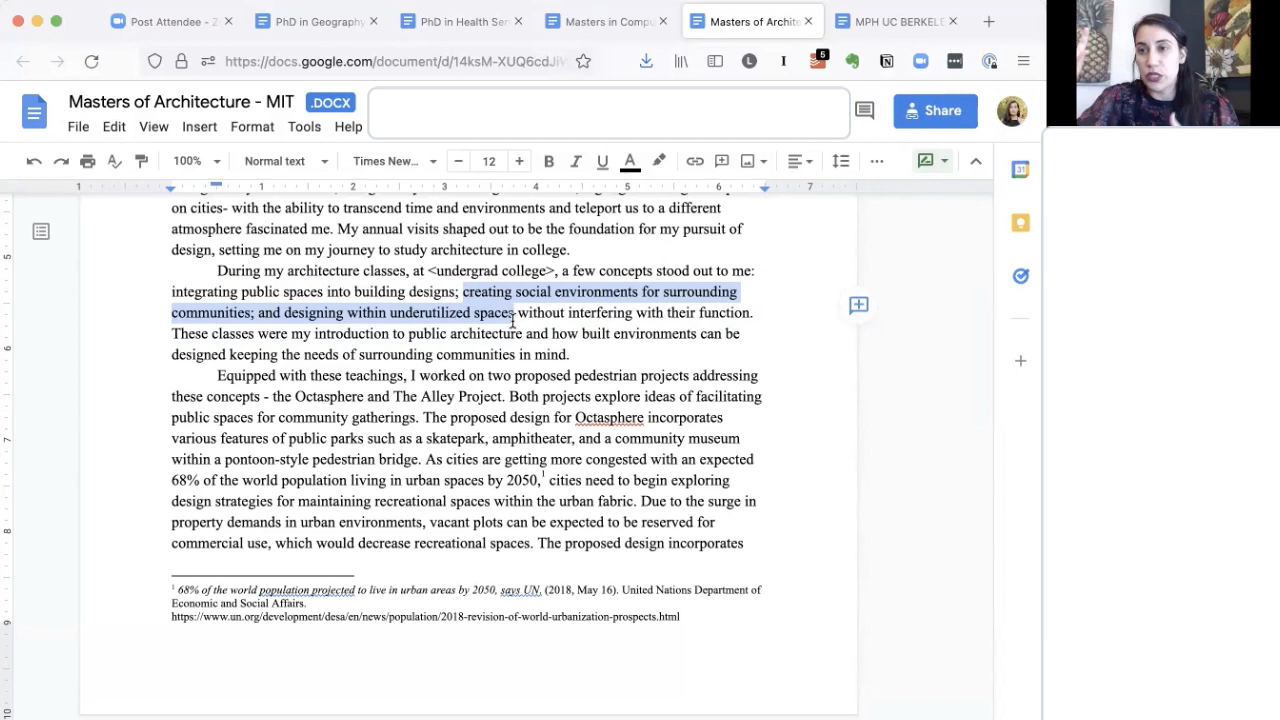 Post Attendee - Z
PhD in Geography
PhD in Health Ser
Masters in Compu
Masters of Archite
MPH UC BERKELE
https://docs.google.com/document/d/14ksM-XUQ6cdJiW
5
Masters of Architecture - MIT
.DOCX
Share
File Edit View Insert Format Tools Help
100% Normal text Times New... 12 B I U A
1 1 2 3 4 5 6 7
on cities- with the ability to transcend time and environments and teleport us to a different
atmosphere fascinated me. My annual visits shaped out to be the foundation for my pursuit of
design, setting me on my journey to study architecture in college.
During my architecture classes, at <undergrad college>, a few concepts stood out to me:
integrating public spaces into building designs; creating social environments for surrounding
communities; and designing within underutilized spaces without interfering with their function.
These classes were my introduction to public architecture and how built environments can be
designed keeping the needs of surrounding communities in mind.
Equipped with these teachings, I worked on two proposed pedestrian projects addressing
these concepts - the Octasphere and The Alley Project. Both projects explore ideas of facilitating
public spaces for community gatherings. The proposed design for Octasphere incorporates
various features of public parks such as a skatepark, amphitheater, and a community museum
within a pontoon-style pedestrian bridge. As cities are getting more congested with an expected
68% of the world population living in urban spaces by 2050,1 cities need to begin exploring
design strategies for maintaining recreational spaces within the urban fabric. Due to the surge in
property demands in urban environments, vacant plots can be expected to be reserved for
commercial use, which would decrease recreational spaces. The proposed design incorporates
1 68% of the world population projected to live in urban areas by 2050, says UN, (2018, May 16). United Nations Department of
Economic and Social Affairs.
https://www.un.org/development/desa/en/news/population/2018-revision-of-world-urbanization-prospects.html